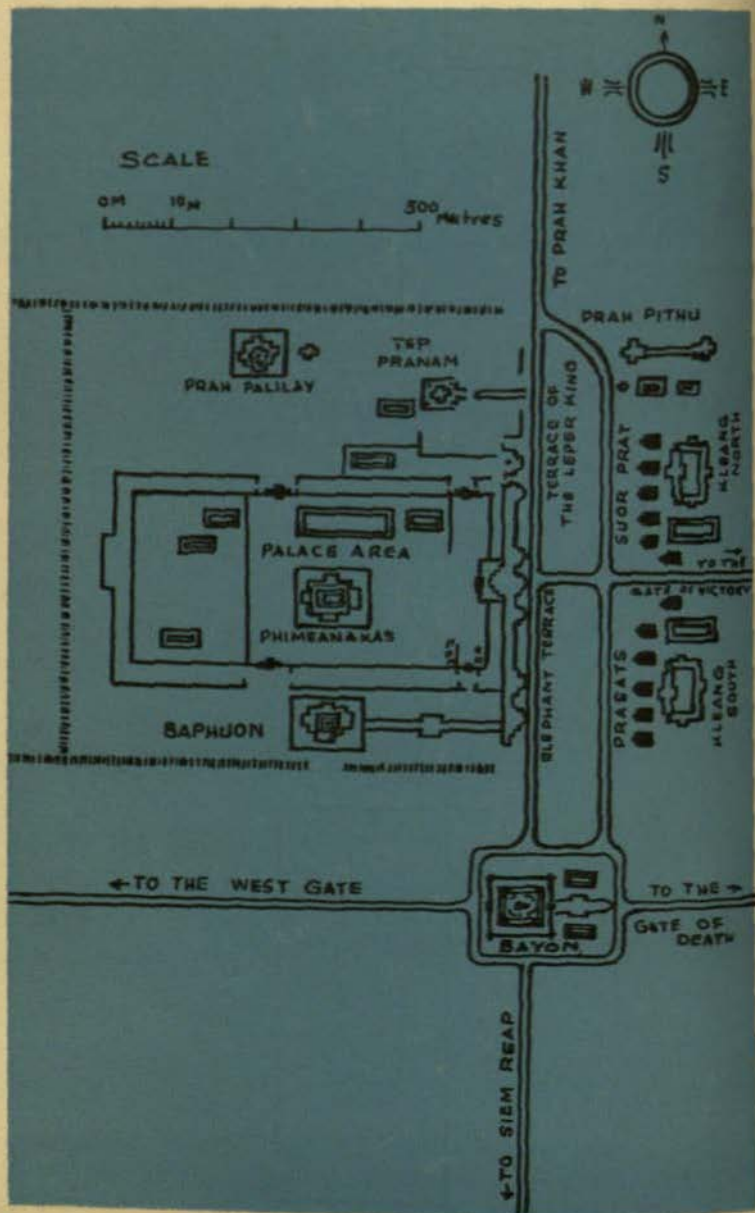 N
W
E
S
SCALE
0M 10M 500 METRES
TO PRAH KHAN
PRAH PITHU
PRAH PALILAY
TEP
PRANAM
TERRACE OF
THE LEPER KING
SUOR PRAT
KLEANG
NORTH
PALACE AREA
TO THE →
GATE OF VICTORY
PHIMEANAKAS
ELEPHANT TERRACE
PRASATS
KLEANG
SOUTH
BAPHUON
←TO THE WEST GATE
TO THE →
GATE OF
DEATH
BAYON
←TO SIEM REAP